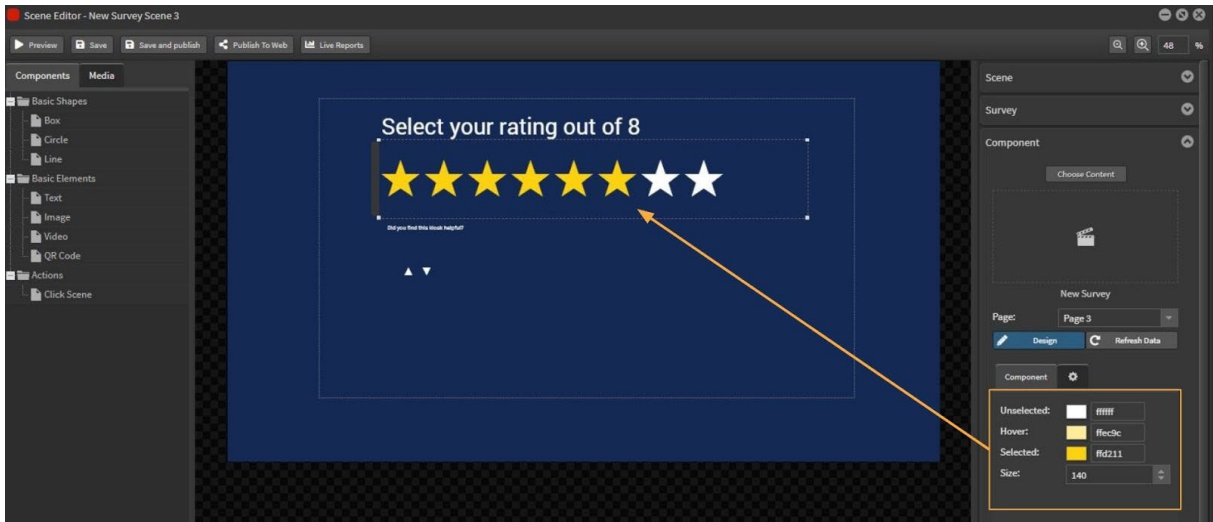 Scene Editor - New Survey Scene 3
Preview Save Save and publish Publish To Web Live Reports 48 %
Components Media
Basic Shapes
Box
Circle
Line
Basic Elements
Text
Image
Video
QR Code
Actions
Click Scene
Select your rating out of 8
Did you find this kiosk helpful?
Scene
Survey
Component
Choose Content
New Survey
Page: Page 3
Design Refresh Data
Component
Unselected: ffffff
Hover: ffec9c
Selected: ffd211
Size: 140